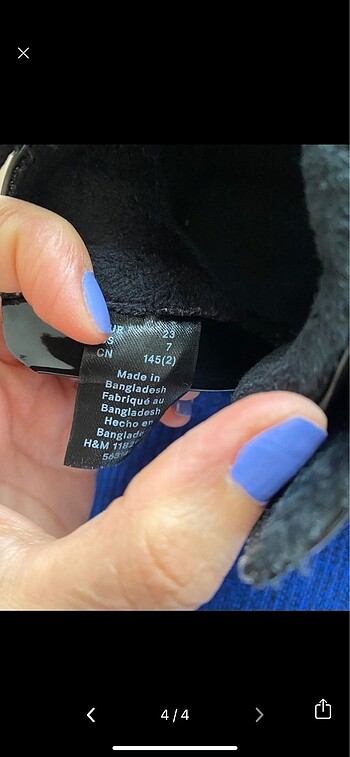 23
7
CN 145(2)
Made in
Bangladesh
Fabriqué au
Bangladesh
Hecho en
H&M
4/4